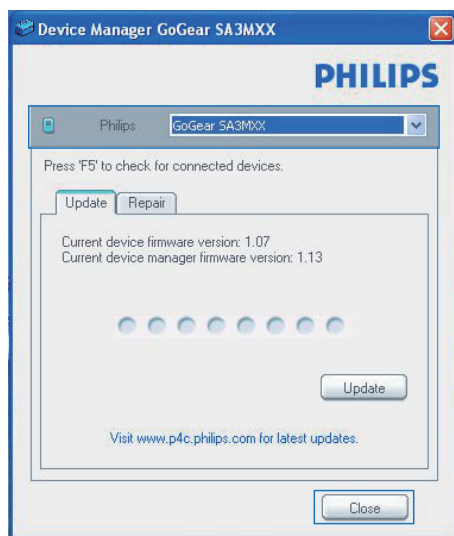 Device Manager GoGear SA3MXX
PHILIPS
Philips GoGear SA3MXX
Press 'F5' to check for connected devices.
Update Repair
Current device firmware version: 1.07
Current device manager firmware version: 1.13
Update
Visit www.p4c.philips.com for latest updates.
Close